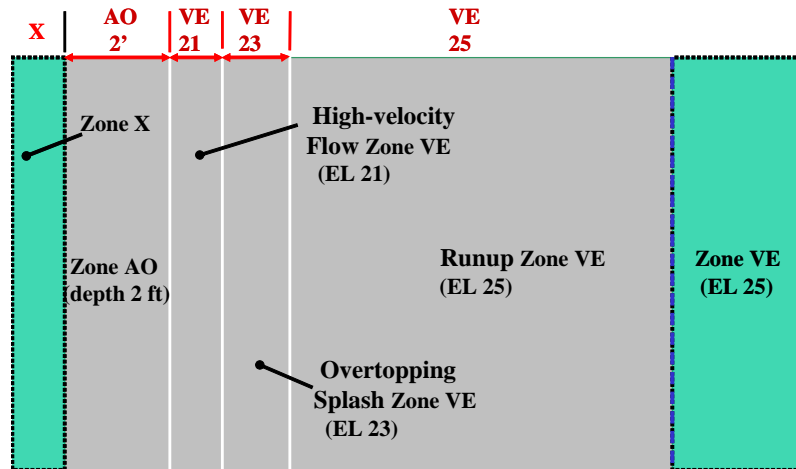 X
AO
2’
VE
21
VE
23
VE
25
Zone X
High-velocity
Flow Zone VE
(EL 21)
Zone AO
(depth 2 ft)
Runup Zone VE
(EL 25)
Zone VE
(EL 25)
Overtopping
Splash Zone VE
(EL 23)